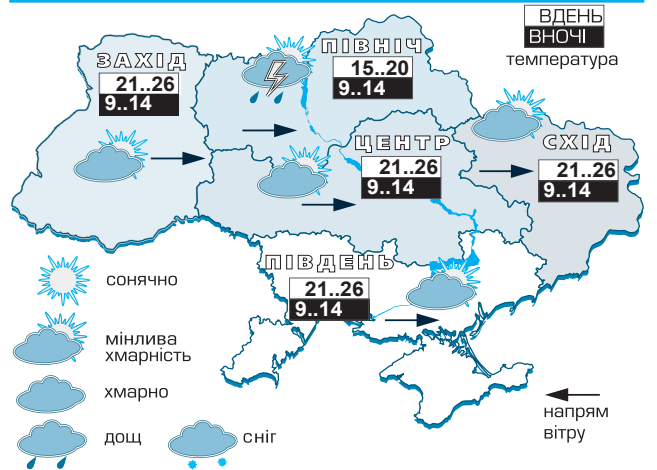 ВДЕНЬ
ВНОЧІ
температура
ПІВНІЧ
15..20
9..14
ЗАХІД
21..26
9..14
ЦЕНТР
21..26
9..14
СХІД
21..26
9..14
ПІВДЕНЬ
21..26
9..14
сонячно
мінлива
хмарність
хмарно
дощ
сніг
напрям
вітру